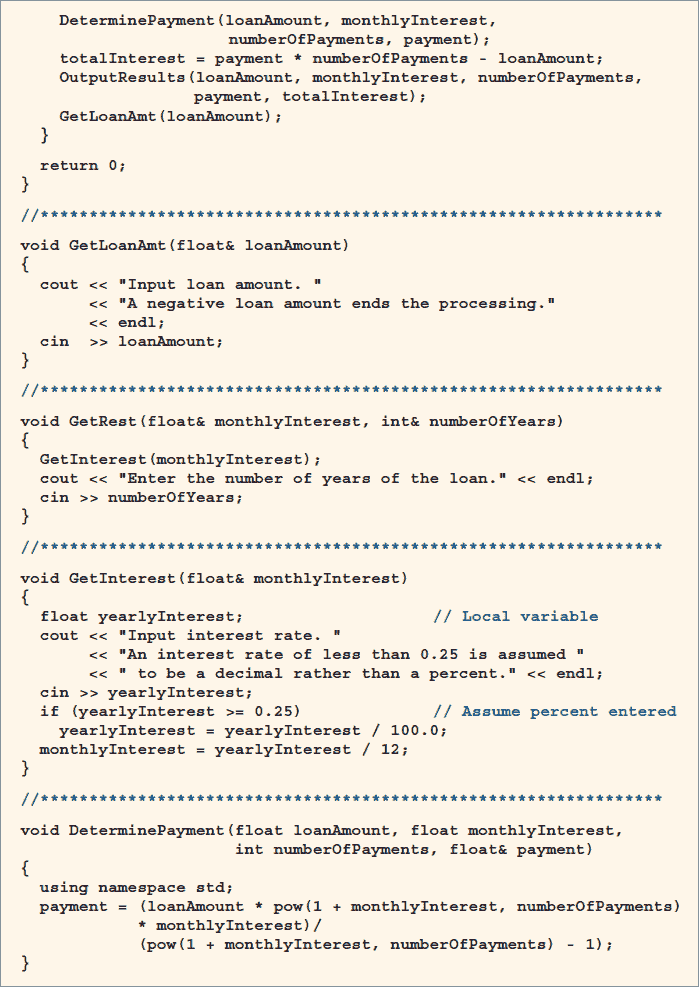 DeterminePayment(loanAmount, monthlyInterest,
numberOfPayments, payment);
totalInterest = payment * numberOfPayments - loanAmount;
OutputResults(loanAmount, monthlyInterest, numberOfPayments,
payment, totalInterest);
GetLoanAmt(loanAmount);
}
return 0;
}
//****************************************************************
void GetLoanAmt(float& loanAmount)
{
cout << "Input loan amount. "
<< "A negative loan amount ends the processing."
<< endl;
cin  >> loanAmount;
}
//****************************************************************
void GetRest(float& monthlyInterest, int& numberOfYears)
{
GetInterest(monthlyInterest);
cout << "Enter the number of years of the loan." << endl;
cin >> numberOfYears;
}
//****************************************************************
void GetInterest(float& monthlyInterest)
{
float yearlyInterest; // Local variable
cout << "Input interest rate. "
<< "An interest rate of less than 0.25 is assumed "
<< " to be a decimal rather than a percent." << endl;
cin >> yearlyInterest;
if (yearlyInterest >= 0.25) // Assume percent entered
yearlyInterest = yearlyInterest / 100.0;
monthlyInterest = yearlyInterest / 12;
}
//****************************************************************
void DeterminePayment(float loanAmount, float monthlyInterest,
int numberOfPayments, float& payment)
{
using namespace std;
payment = (loanAmount * pow(1 + monthlyInterest, numberOfPayments)
* monthlyInterest)/
(pow(1 + monthlyInterest, numberOfPayments) - 1);
}